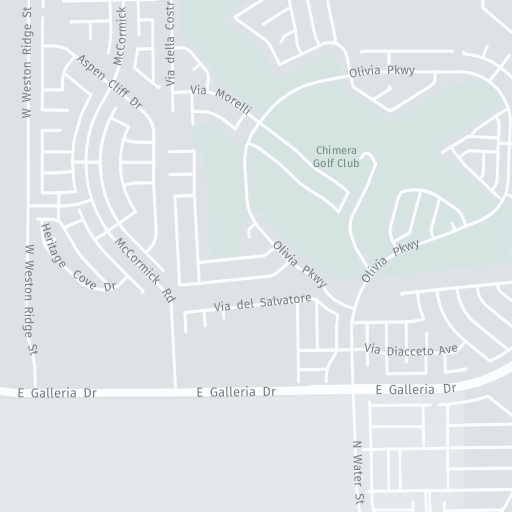 W Weston Ridge St
McCormick
Via della Costr
Aspen Cliff Dr
Via Morelli
Olivia Pkwy
Chimera
Golf Club
Heritage Cove Dr
W Weston Ridge St
McCormick Rd
Olivia Pkwy
Olivia Pkwy
Via del Salvatore
Via Diacceto Ave
E Galleria Dr
E Galleria Dr
E Galleria Dr
N Water St